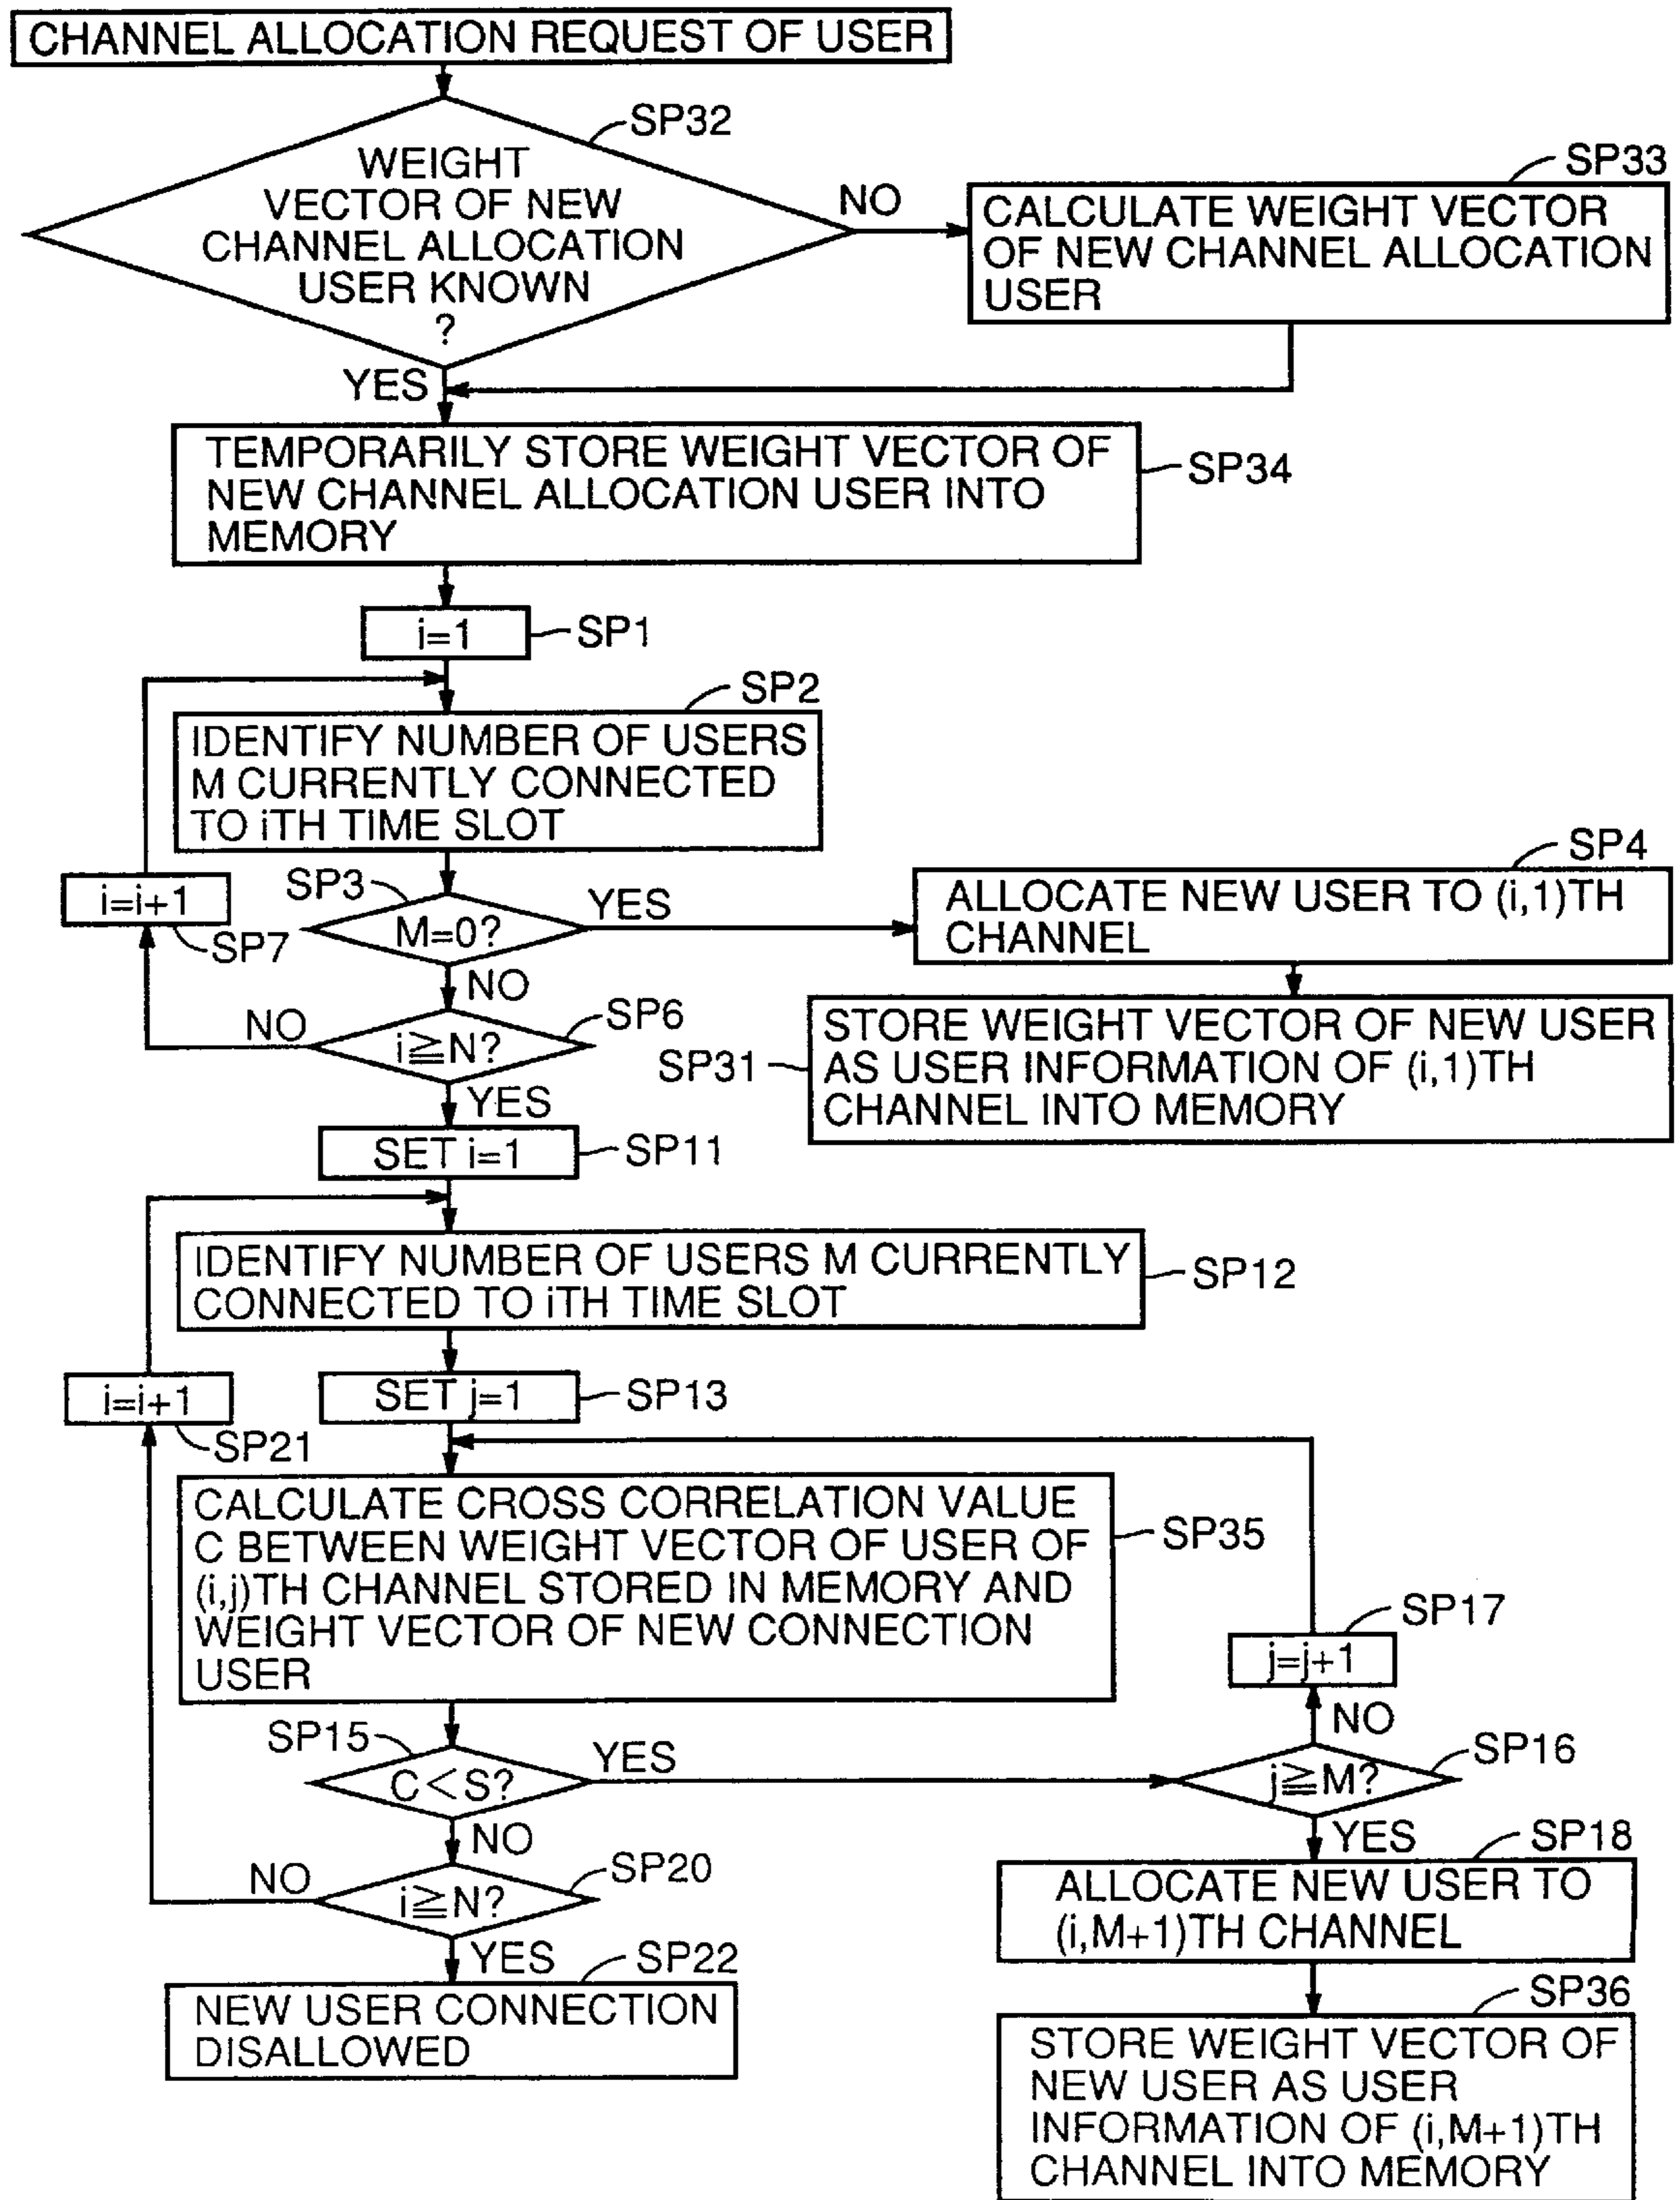 CHANNEL ALLOCATION REQUEST OF USER
SP32
WEIGHT
VECTOR OF NEW
CHANNEL ALLOCATION
USER KNOWN
?
NO
SP33
CALCULATE WEIGHT VECTOR
OF NEW CHANNEL ALLOCATION
USER
YES
TEMPORARILY STORE WEIGHT VECTOR OF
NEW CHANNEL ALLOCATION USER INTO
MEMORY
SP34
i=1
SP1
SP2
IDENTIFY NUMBER OF USERS
M CURRENTLY CONNECTED
TO iTH TIME SLOT
SP3
M=0?
YES
SP4
ALLOCATE NEW USER TO (i,1)TH
CHANNEL
i=i+1
SP7
NO
SP6
i≧N?
NO
SP31
STORE WEIGHT VECTOR OF NEW USER
AS USER INFORMATION OF (i,1)TH
CHANNEL INTO MEMORY
YES
SET i=1
SP11
IDENTIFY NUMBER OF USERS M CURRENTLY
CONNECTED TO iTH TIME SLOT
SP12
i=i+1
SP21
SET j=1
SP13
CALCULATE CROSS CORRELATION VALUE
C BETWEEN WEIGHT VECTOR OF USER OF
(i,j)TH CHANNEL STORED IN MEMORY AND
WEIGHT VECTOR OF NEW CONNECTION
USER
SP35
SP17
j=j+1
NO
SP15
C<S?
YES
SP16
j≧M?
NO
YES
SP18
ALLOCATE NEW USER TO
(i,M+1)TH CHANNEL
NO
SP20
i≧N?
YES
SP22
NEW USER CONNECTION
DISALLOWED
SP36
STORE WEIGHT VECTOR OF
NEW USER AS USER
INFORMATION OF (i,M+1)TH
CHANNEL INTO MEMORY